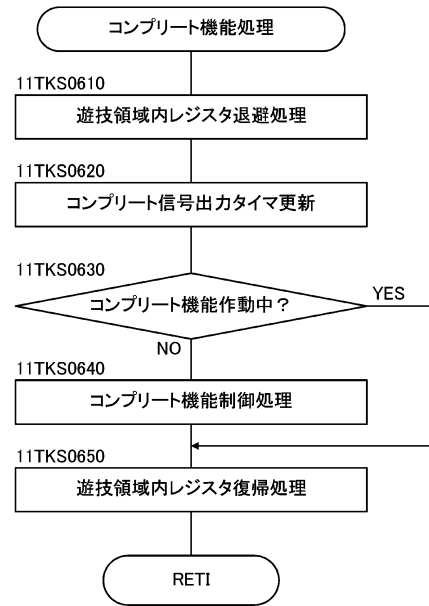 コンプリート機能処理
11TKS0610
遊技領域内レジスタ退避処理
11TKS0620
コンプリート信号出力タイマ更新
11TKS0630
コンプリート機能作動中？
YES
NO
11TKS0640
コンプリート機能制御処理
11TKS0650
遊技領域内レジスタ復帰処理
RETI